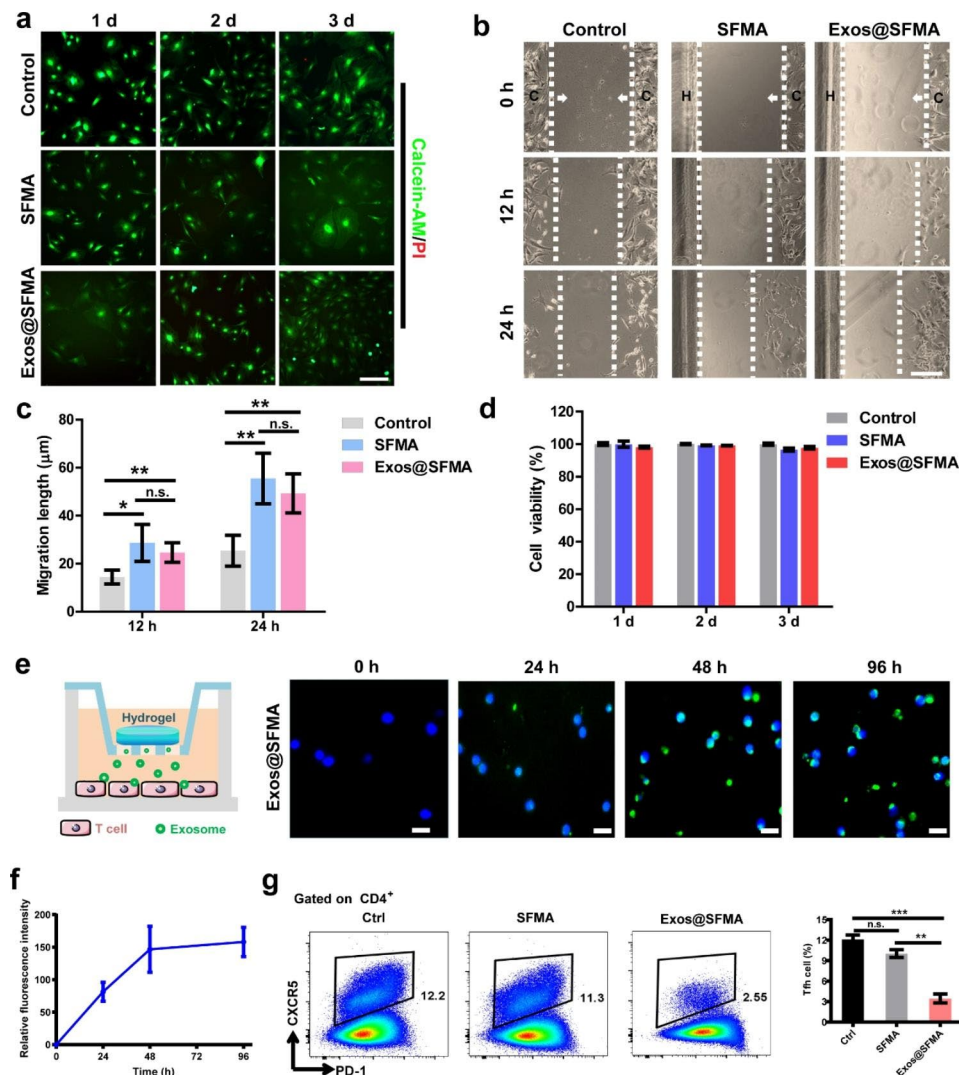 a
1 d 2 d 3 d
Control
SFMA
Exos@SFMA
Calcein-AM/PI
b
Control SFMA Exos@SFMA
0 h
C C H C H C
12 h
24 h
c
Migration length (μm)
80
60
40
20
0
Control
SFMA
Exos@SFMA
** **
** n.s.
* n.s.
**
12 h 24 h
d
Cell viability (%)
120
100
80
60
40
20
0
Control
SFMA
Exos@SFMA
1 d 2 d 3 d
e
Hydrogel
T cell Exosome
Exos@SFMA
0 h 24 h 48 h 96 h
f
Relative fluorescence intensity
200
150
100
50
0
0 24 48 72 96
Time (h)
g
Gated on CD4+
Ctrl SFMA Exos@SFMA
12.2 11.3 2.55
CXCR5
PD-1
Tfh cell (%)
15
12
9
6
3
0
***
n.s.
**
Ctrl SFMA Exos@SFMA